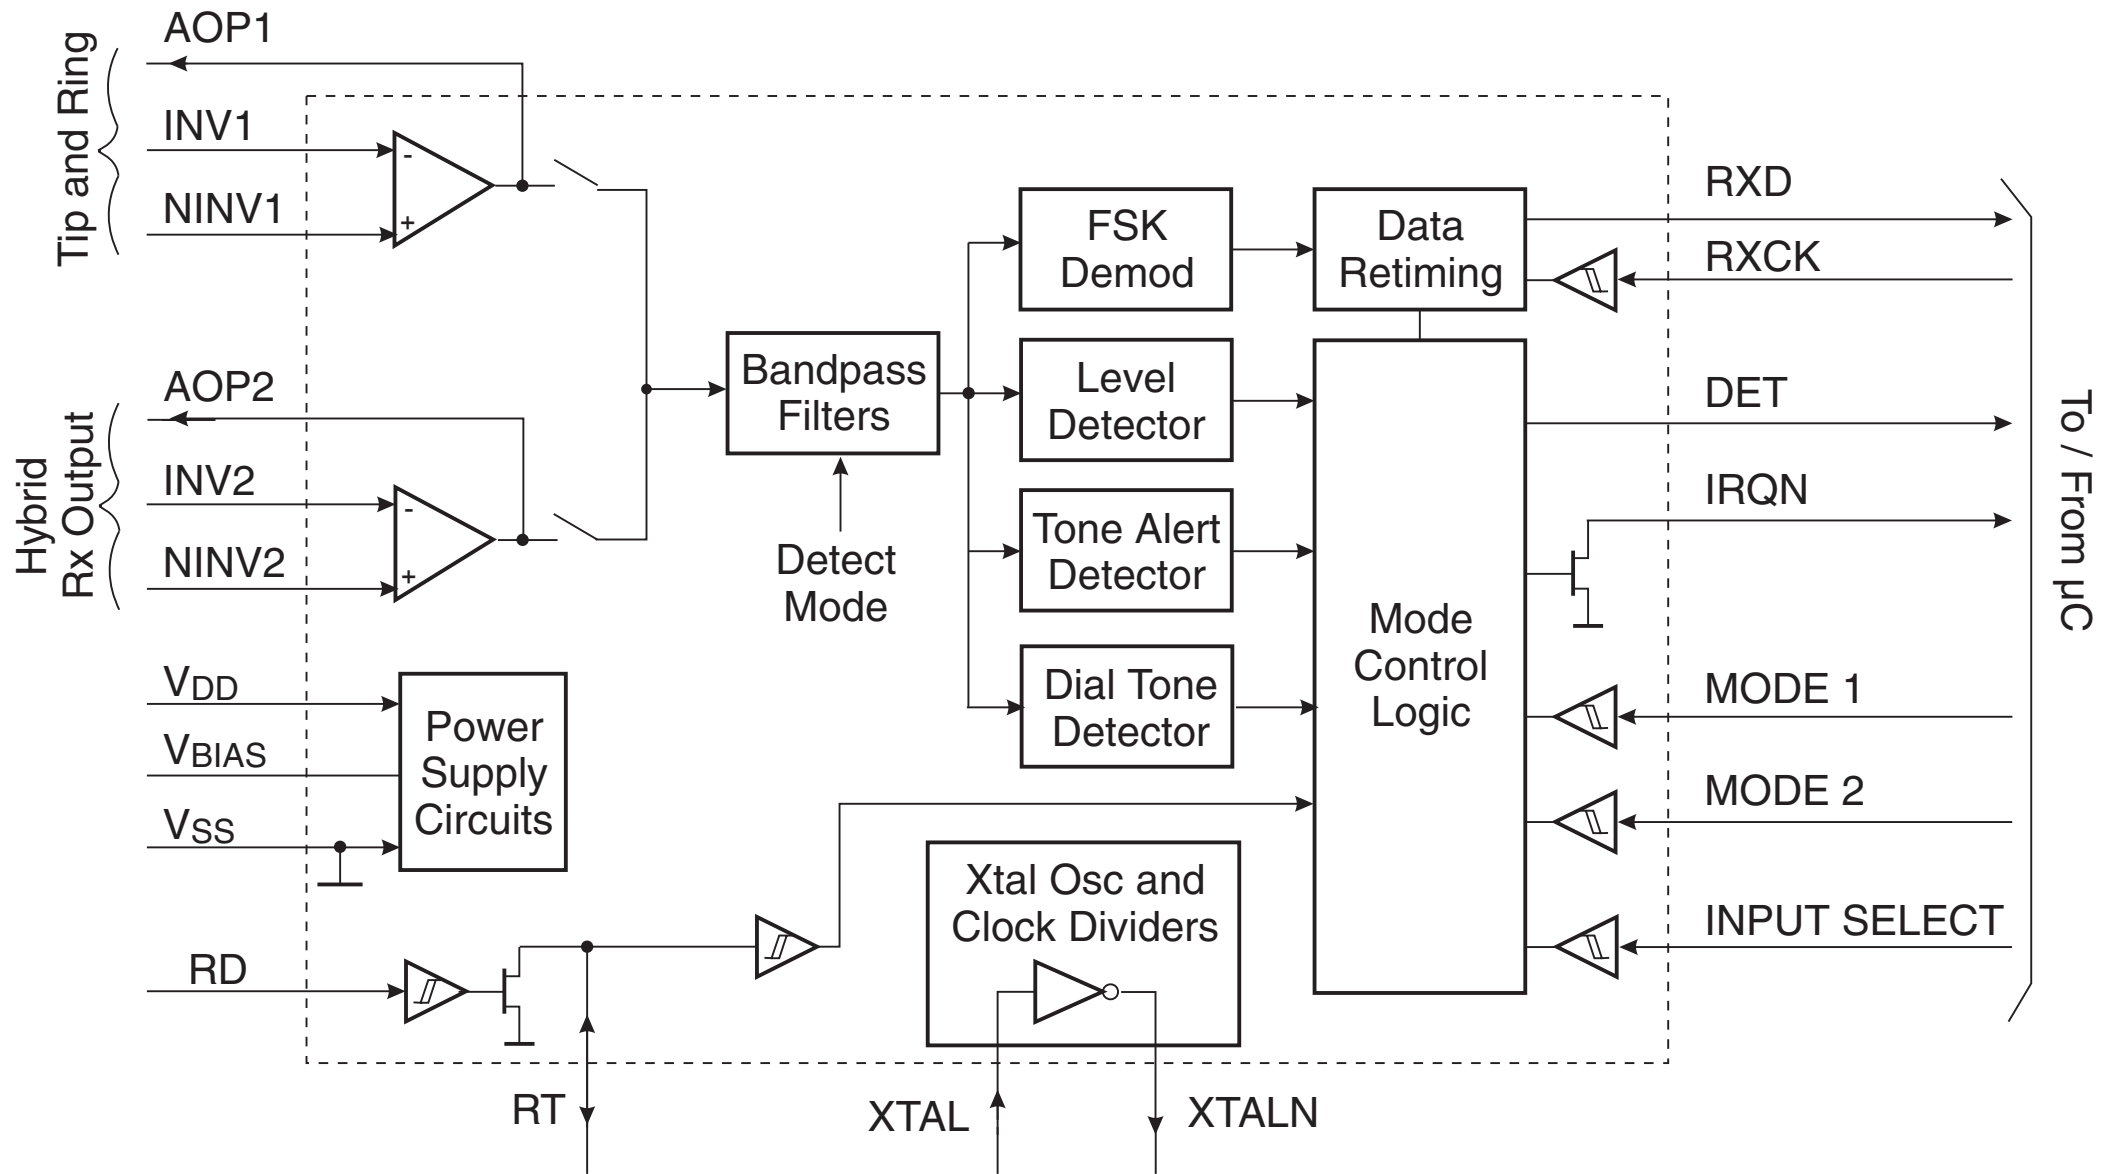 AOP1
INV1
NINV1
Tip and Ring
AOP2
INV2
NINV2
Hybrid
Rx Output
VDD
VBIAS
VSS
RD
RT
-
+
-
+
Power
Supply
Circuits
Bandpass
Filters
Detect
Mode
FSK
Demod
Level
Detector
Tone Alert
Detector
Dial Tone
Detector
Xtal Osc and
Clock Dividers
XTAL
XTALN
Data
Retiming
Mode
Control
Logic
RXD
RXCK
DET
IRQN
MODE 1
MODE 2
INPUT SELECT
To / From µC